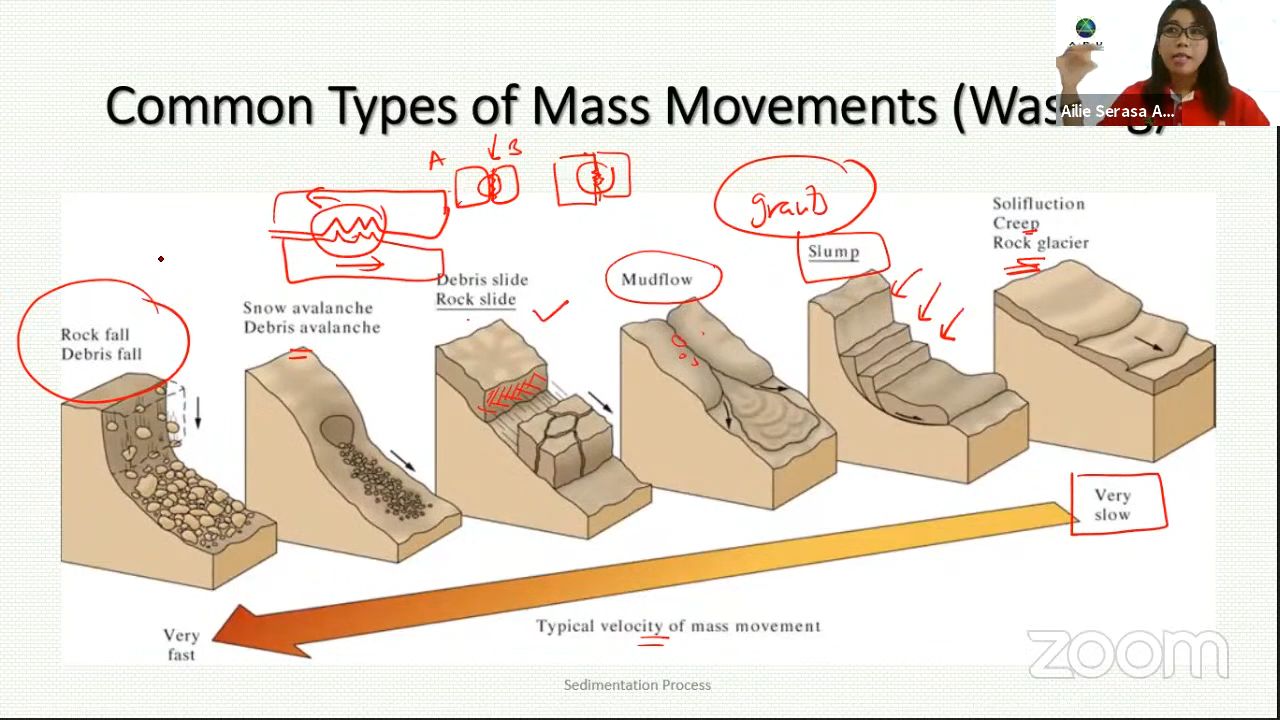 Common Types of Mass Movements (Was
Ailie Serasa A...
A
B
Solifluction
Creep
Rock glacier
Slump
Debris slide
Rock slide
Mudflow
Snow avalanche
Debris avalanche
Rock fall
Debris fall
Very
slow
Typical velocity of mass movement
Very
fast
zoom
Sedimentation Process